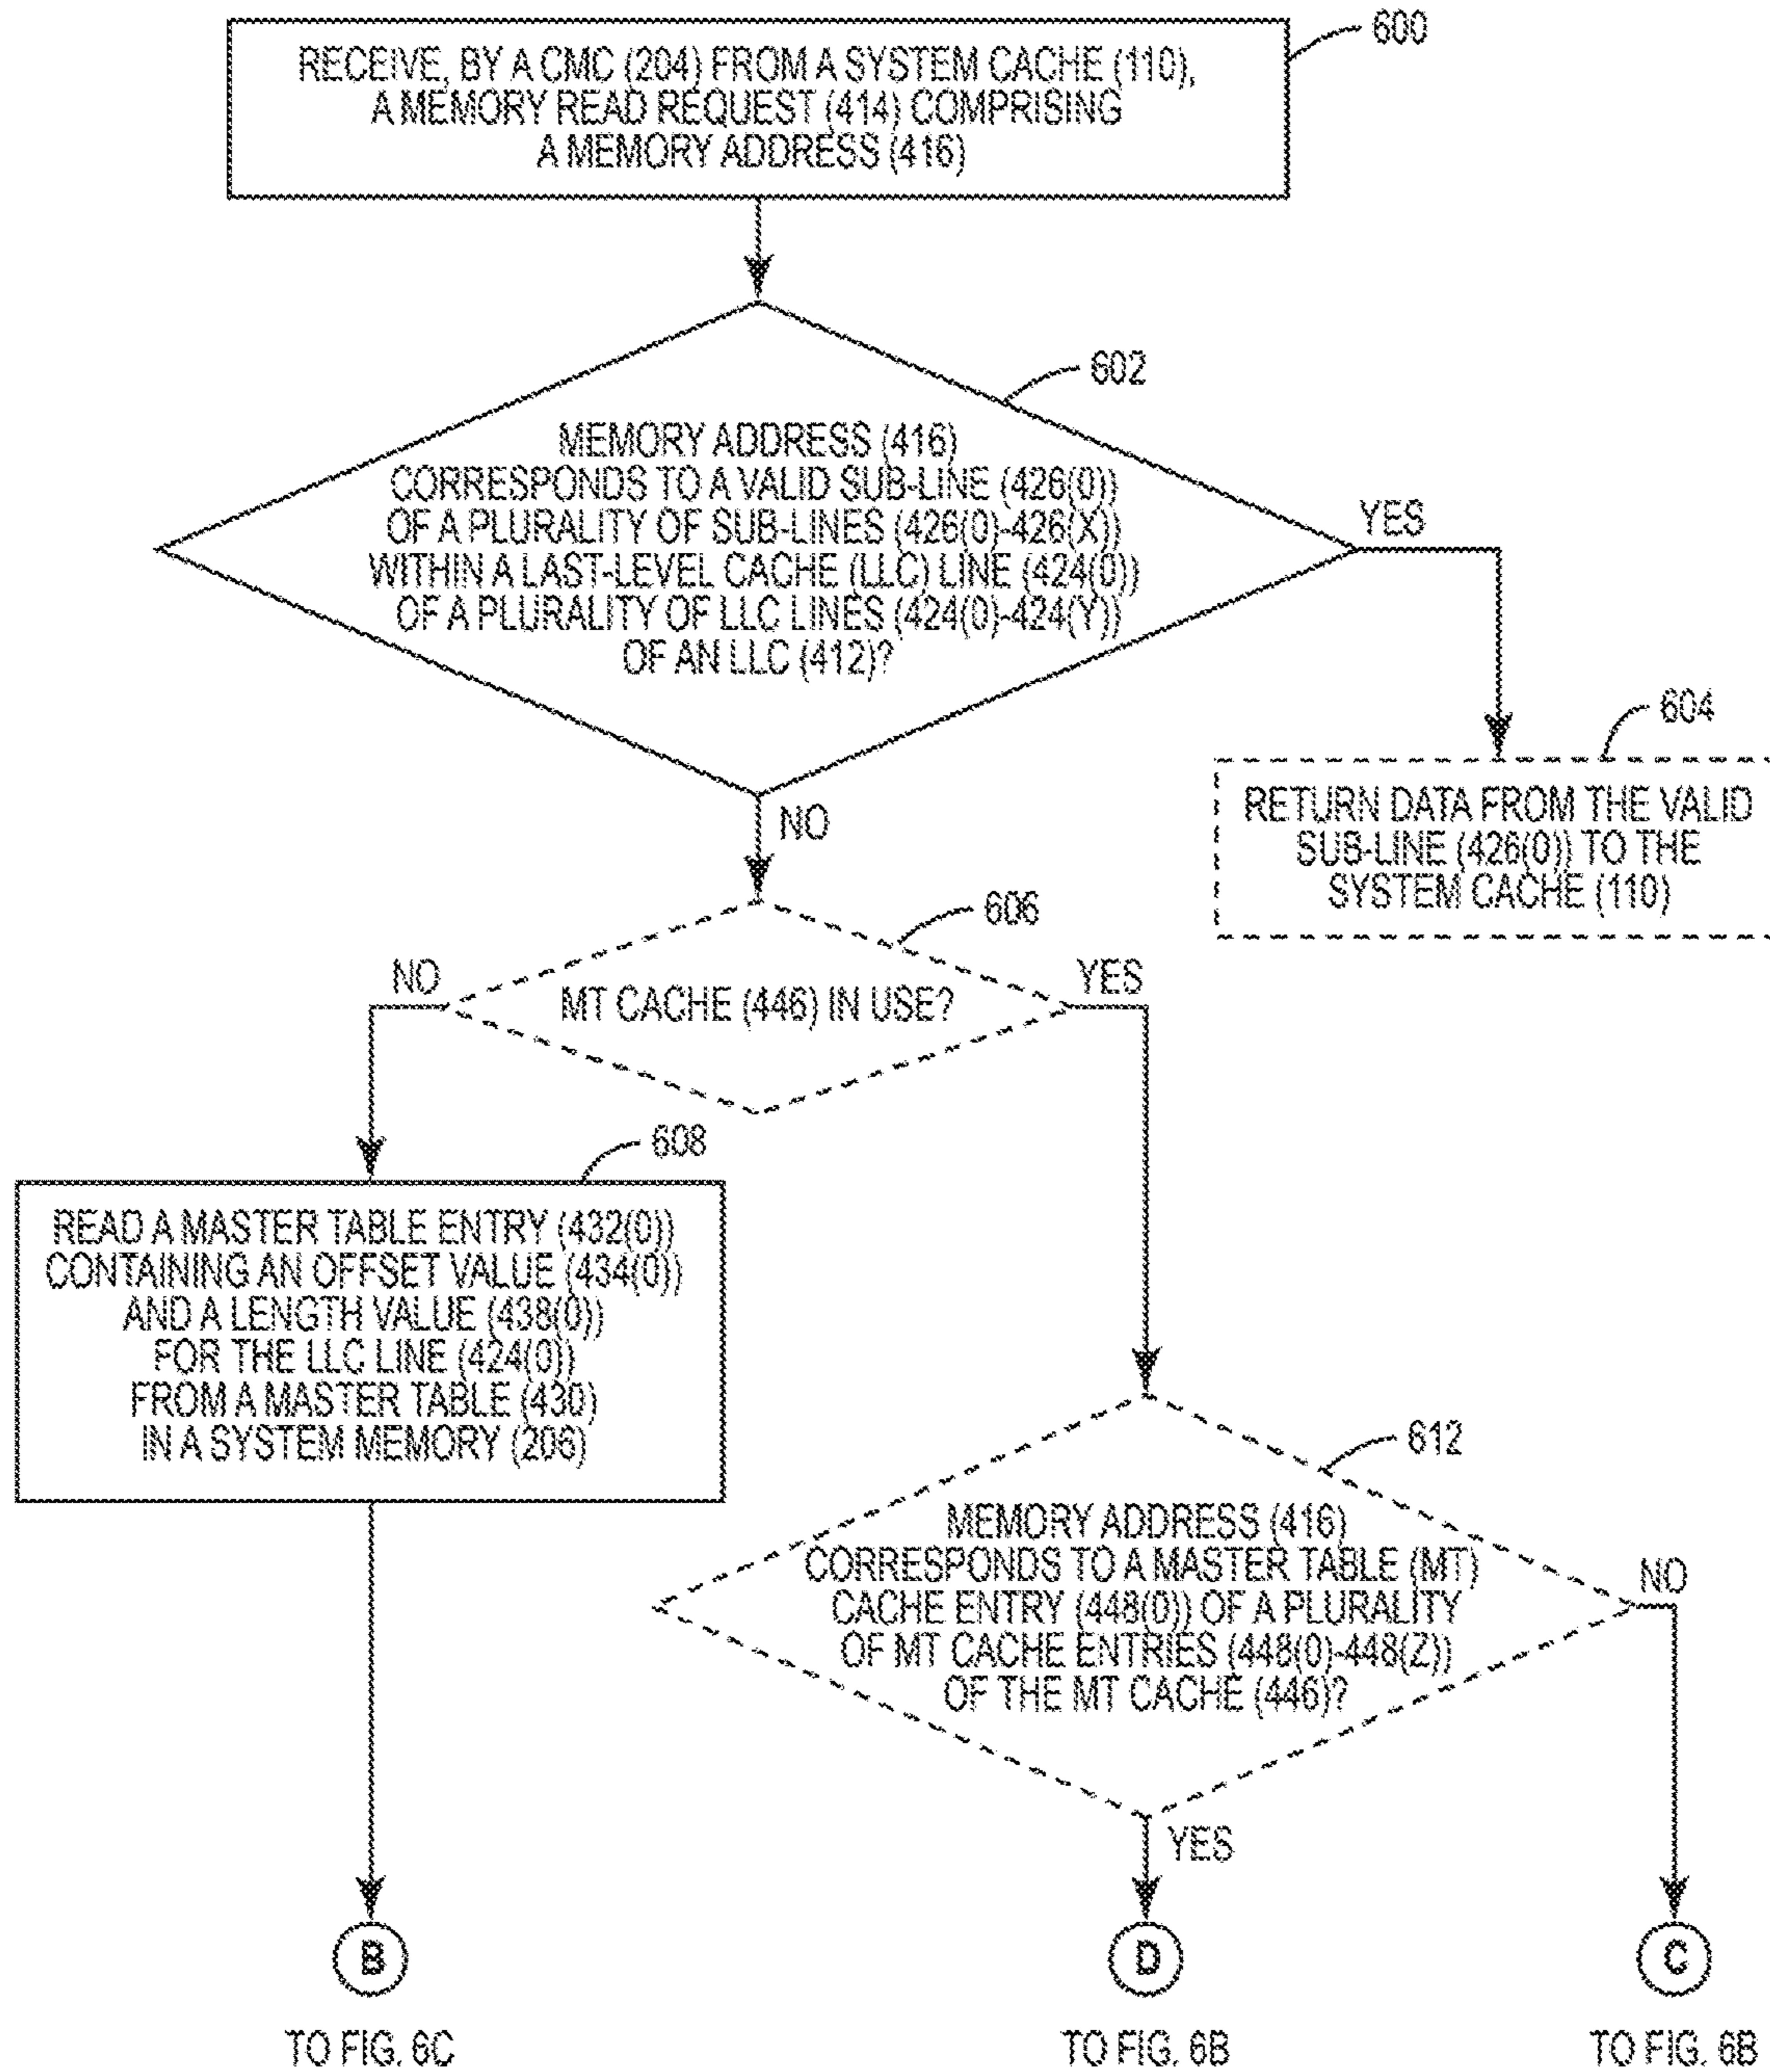 600
RECEIVE, BY A CMC (204) FROM A SYSTEM CACHE (110),
A MEMORY READ REQUEST (414) COMPRISING
A MEMORY ADDRESS (416)
602
MEMORY ADDRESS (416)
CORRESPONDS TO A VALID SUB-LINE (426(0))
OF A PLURALITY OF SUB-LINES (426(0)-426(X))
WITHIN A LAST-LEVEL CACHE (LLC) LINE (424(0))
OF A PLURALITY OF LLC LINES (424(0)-424(Y))
OF AN LLC (412)?
YES
604
RETURN DATA FROM THE VALID
SUB-LINE (426(0)) TO THE
SYSTEM CACHE (110)
NO
606
MT CACHE (446) IN USE?
NO
YES
608
READ A MASTER TABLE ENTRY (432(0))
CONTAINING AN OFFSET VALUE (434(0))
AND A LENGTH VALUE (438(0))
FOR THE LLC LINE (424(0))
FROM A MASTER TABLE (430)
IN A SYSTEM MEMORY (206)
612
MEMORY ADDRESS (416)
CORRESPONDS TO A MASTER TABLE (MT)
CACHE ENTRY (448(0)) OF A PLURALITY
OF MT CACHE ENTRIES (448(0)-448(Z))
OF THE MT CACHE (446)?
NO
YES
B
TO FIG. 6C
D
TO FIG. 6B
C
TO FIG. 6B